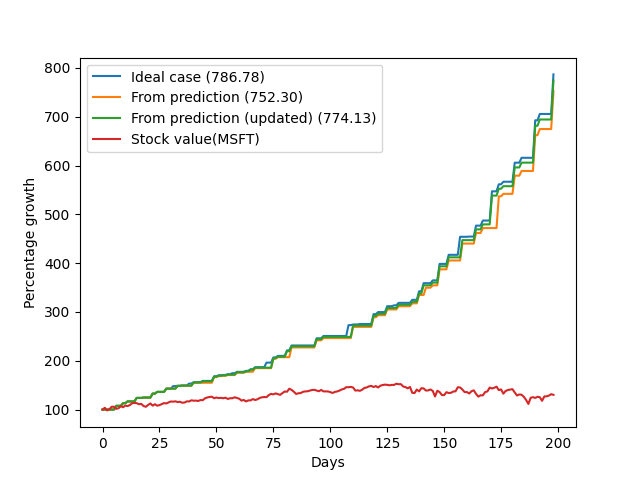 Ideal case (786.78)
From prediction (752.30)
From prediction (updated) (774.13)
Stock value(MSFT)
Percentage growth
800
700
600
500
400
300
200
100
0 25 50 75 100 125 150 175 200
Days